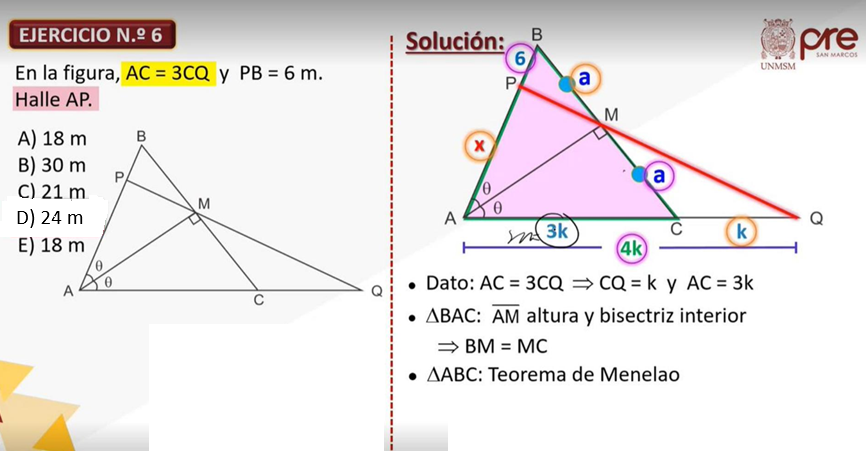 EJERCICIO N.º 6
En la figura, AC = 3CQ y PB = 6 m.
Halle AP.
A) 18 m
B) 30 m
C) 21 m
D) 24 m
E) 18 m
B
P
M
θ
θ
A
C
Q
Solución:
B
6
P
a
M
x
a
θ
θ
A
3k
C
k
Q
4k
• Dato: AC = 3CQ ⇒ CQ = k y AC = 3k
• ΔBAC: AM altura y bisectriz interior
⇒ BM = MC
• ΔABC: Teorema de Menelao
UNMSM
pre
SAN MARCOS